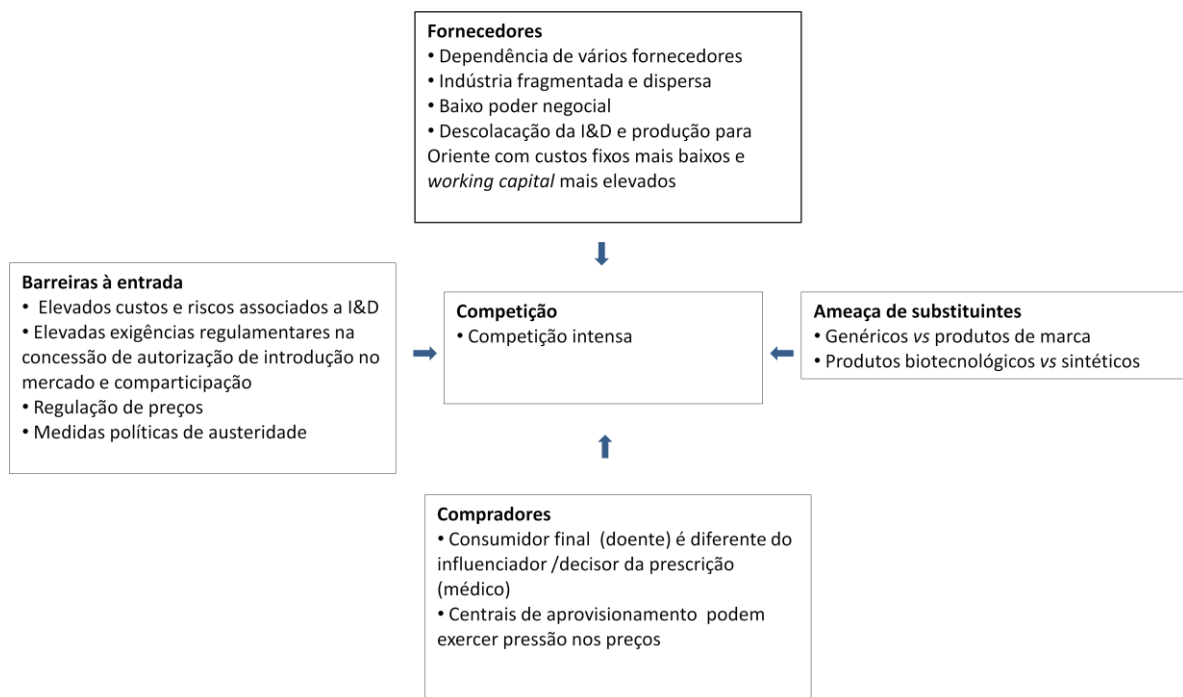 Fornecedores
• Dependência de vários fornecedores
• Indústria fragmentada e dispersa
• Baixo poder negocial
• Descolacação da I&D e produção para
Oriente com custos fixos mais baixos e
working capital mais elevados
Barreiras à entrada
• Elevados custos e riscos associados a I&D
• Elevadas exigências regulamentares na
concessão de autorização de introdução no
mercado e comparticipação
• Regulação de preços
• Medidas políticas de austeridade
Competição
• Competição intensa
Ameaça de substituintes
• Genéricos vs produtos de marca
• Produtos biotecnológicos vs sintéticos
Compradores
• Consumidor final (doente) é diferente do
influenciador /decisor da prescrição
(médico)
• Centrais de aprovisionamento podem
exercer pressão nos preços